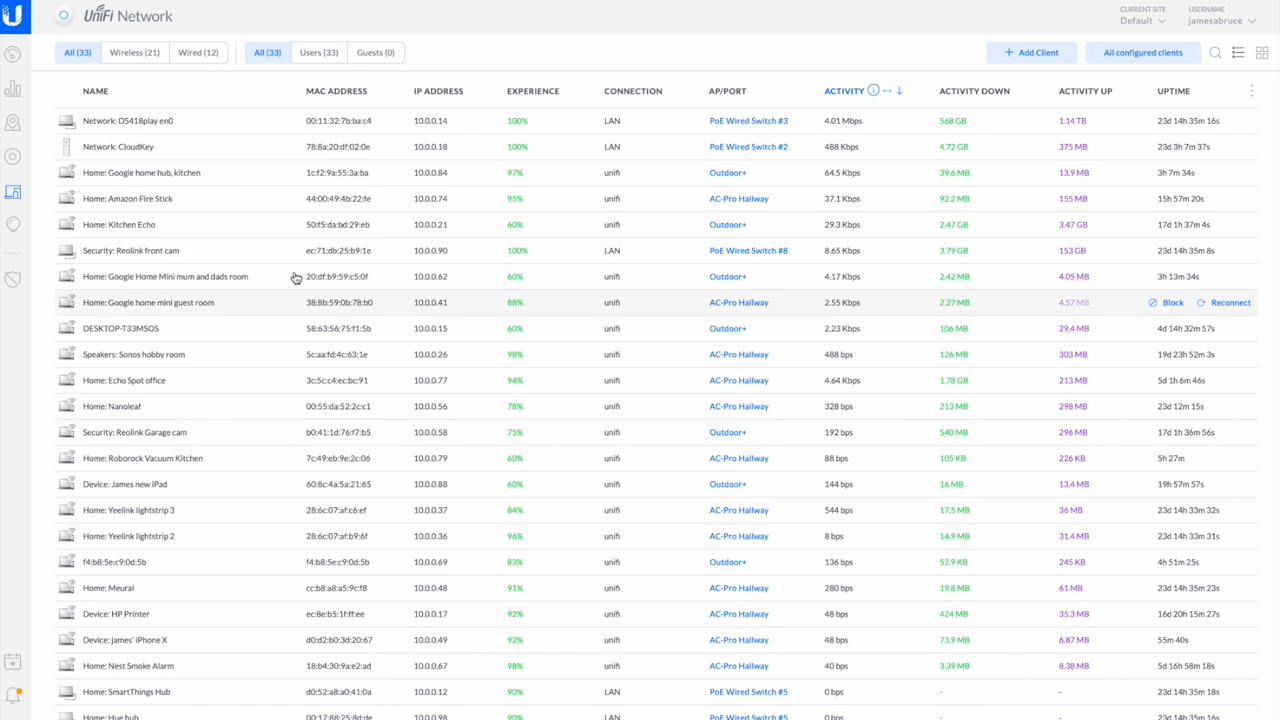 UniFi Network
CURRENT SITE
Default
USERNAME
jamesabruce
All (33) Wireless (21) Wired (12) All (33) Users (33) Guests (0) + Add Client All configured clients
NAME MAC ADDRESS IP ADDRESS EXPERIENCE CONNECTION AP/PORT ACTIVITY ACTIVITY DOWN ACTIVITY UP UPTIME
Network: DS418play en0 00:11:32:7b:ba:c4 10.0.0.14 100% LAN PoE Wired Switch #3 4.01 Mbps 568 GB 1.14 TB 23d 14h 35m 16s
Network: CloudKey 78:8a:20:df:02:0e 10.0.0.18 100% LAN PoE Wired Switch #2 488 Kbps 4.72 GB 375 MB 23d 3h 7m 37s
Home: Google home hub, kitchen 1c:f2:9a:55:3a:ba 10.0.0.84 97% unifi Outdoor+ 64.5 Kbps 39.6 MB 13.9 MB 3h 7m 34s
Home: Amazon Fire Stick 44:00:49:4b:22:fe 10.0.0.74 95% unifi AC-Pro Hallway 37.1 Kbps 92.2 MB 155 MB 15h 57m 20s
Home: Kitchen Echo 50:f5:da:bd:29:eb 10.0.0.21 60% unifi Outdoor+ 29.3 Kbps 2.47 GB 3.47 GB 17d 1h 37m 4s
Security: Reolink front cam ec:71:db:25:b9:1e 10.0.0.90 100% LAN PoE Wired Switch #8 8.65 Kbps 3.79 GB 153 GB 23d 14h 35m 8s
Home: Google Home Mini mum and dads room 20:df:b9:59:c5:0f 10.0.0.62 60% unifi Outdoor+ 4.17 Kbps 2.42 MB 4.05 MB 3h 13m 34s
Home: Google home mini guest room 38:8b:59:0b:78:b0 10.0.0.41 88% unifi AC-Pro Hallway 2.55 Kbps 2.27 MB 4.57 MB Block Reconnect
DESKTOP-T33MSOS 58:63:56:75:f1:5b 10.0.0.15 60% unifi Outdoor+ 2.23 Kbps 106 MB 29.4 MB 4d 14h 32m 57s
Speakers: Sonos hobby room 5c:aa:fd:4c:63:1e 10.0.0.26 98% unifi AC-Pro Hallway 488 bps 126 MB 303 MB 19d 23h 52m 3s
Home: Echo Spot office 3c:5c:c4:ec:bc:91 10.0.0.77 94% unifi AC-Pro Hallway 4.64 Kbps 1.78 GB 213 MB 5d 1h 6m 46s
Home: Nanoleaf 00:55:da:52:2c:c1 10.0.0.56 78% unifi AC-Pro Hallway 328 bps 213 MB 298 MB 23d 12h 15s
Security: Reolink Garage cam b0:41:1d:76:f7:b5 10.0.0.58 75% unifi Outdoor+ 192 bps 540 MB 296 MB 17d 1h 36m 56s
Home: Roborock Vacuum Kitchen 7c:49:eb:9e:2c:06 10.0.0.79 60% unifi AC-Pro Hallway 88 bps 105 KB 226 KB 5h 27m
Device: James new iPad 60:8c:4a:5a:21:65 10.0.0.88 60% unifi Outdoor+ 144 bps 16 MB 13.4 MB 19h 57m 57s
Home: Yeelink lightstrip 3 28:6c:07:af:c6:ef 10.0.0.37 84% unifi AC-Pro Hallway 544 bps 17.5 MB 36 MB 23d 14h 33m 32s
Home: Yeelink lightstrip 2 28:6c:07:af:b9:6f 10.0.0.36 96% unifi AC-Pro Hallway 8 bps 14.9 MB 31.4 MB 23d 14h 33m 31s
f4:b8:5e:c9:0d:5b f4:b8:5e:c9:0d:5b 10.0.0.69 83% unifi Outdoor+ 136 bps 52.9 KB 245 KB 4h 51m 25s
Home: Meural cc:b8:a8:a5:9c:f8 10.0.0.48 91% unifi AC-Pro Hallway 280 bps 19.8 MB 61 MB 23d 14h 35m 23s
Device: HP Printer ec:8e:b5:1f:ff:ee 10.0.0.17 92% unifi AC-Pro Hallway 48 bps 424 MB 35.3 MB 16d 20h 15m 27s
Device: james' iPhone X d0:d2:b0:3d:20:67 10.0.0.49 92% unifi AC-Pro Hallway 48 bps 73.9 MB 6.87 MB 55m 40s
Home: Nest Smoke Alarm 18:b4:30:9a:e2:ad 10.0.0.67 98% unifi AC-Pro Hallway 40 bps 3.39 MB 8.38 MB 5d 16h 58m 18s
Home: SmartThings Hub d0:52:a8:a0:41:0a 10.0.0.12 90% LAN PoE Wired Switch #5 0 bps - - 23d 14h 35m 18s
Home: Hue hub 00:17:88:25:8d:de 10.0.0.98 90% LAN PoE Wired Switch #5 0 bps - - 23d 14h 35m 18s